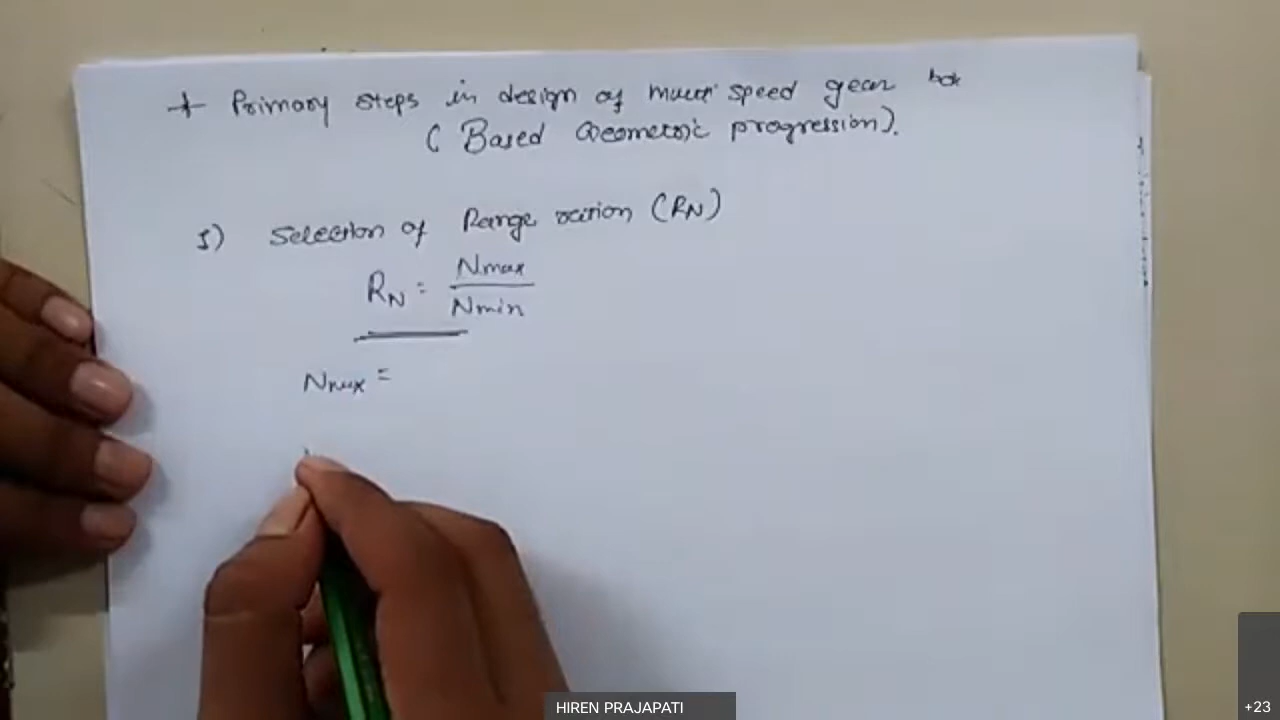 * Primary steps in design of multi speed gear box
( Based Geometric progression).
1) Selection of Range ration (RN)
RN = Nmax / Nmin
Nmax =
HIREN PRAJAPATI
+23